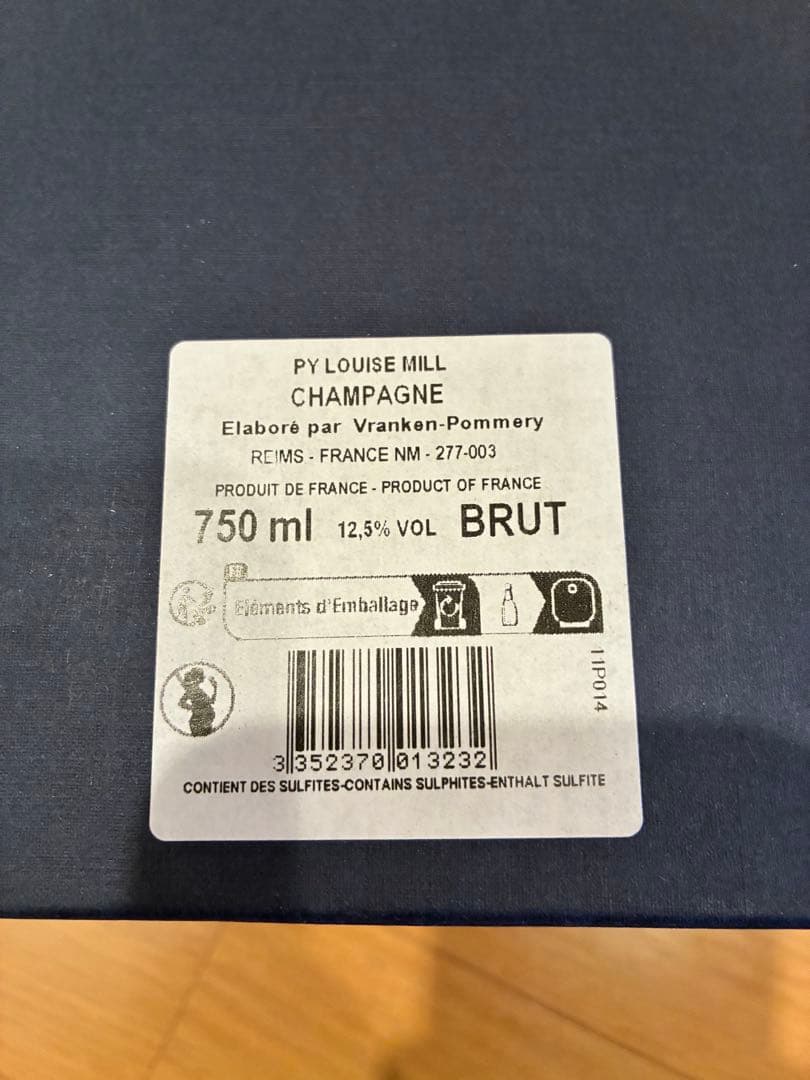 PY LOUISE MILL
CHAMPAGNE
Elaboré par Vranken-Pommery
REIMS - FRANCE NM - 277-003
PRODUIT DE FRANCE - PRODUCT OF FRANCE
750 ml 12,5% VOL BRUT
Eléments d'Emballage
11P014
3 352370 013232
CONTIENT DES SULFITES-CONTAINS SULPHITES-ENTHALT SULFITE